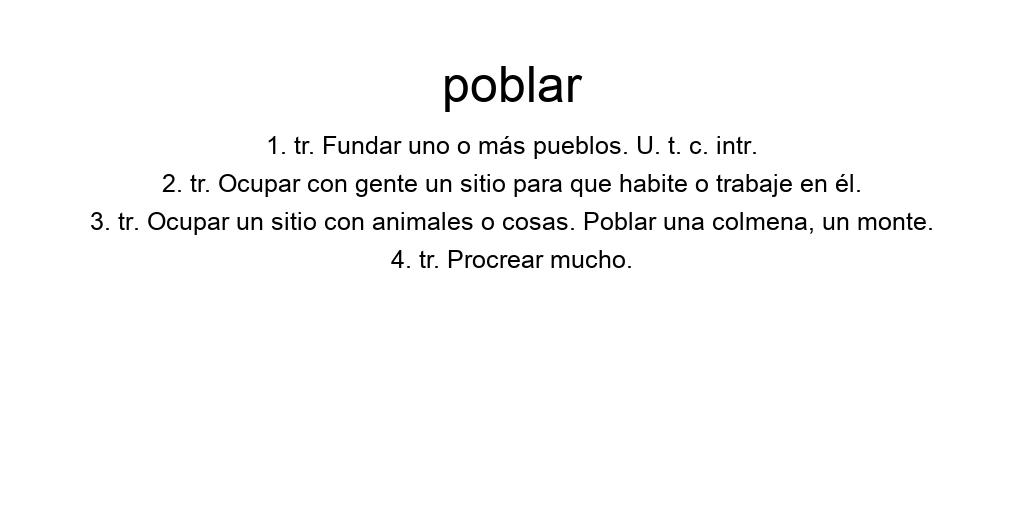 poblar
1. tr. Fundar uno o más pueblos. U. t. c. intr.
2. tr. Ocupar con gente un sitio para que habite o trabaje en él.
3. tr. Ocupar un sitio con animales o cosas. Poblar una colmena, un monte.
4. tr. Procrear mucho.